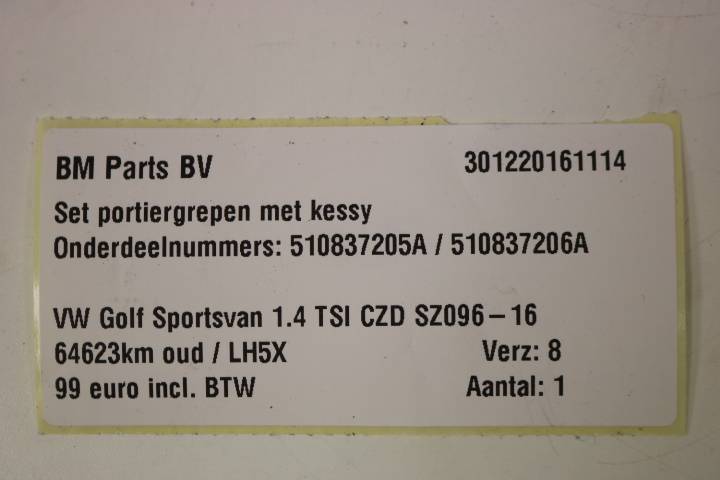 BM Parts BV 301220161114
Set portiergrepen met kessy
Onderdeelnummers: 510837205A / 510837206A
VW Golf Sportsvan 1.4 TSI CZD SZ096-16
64623km oud / LH5X Verz: 8
99 euro incl. BTW Aantal: 1